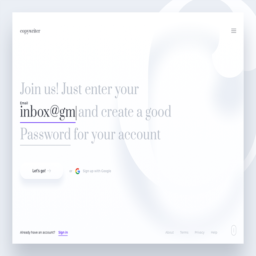 Join us! Just enter your
Email
inbox@gm and create a good
Password for your account
Let's go! or Sign up with Google
Already have an account? Sign in
About Terms Privacy Help